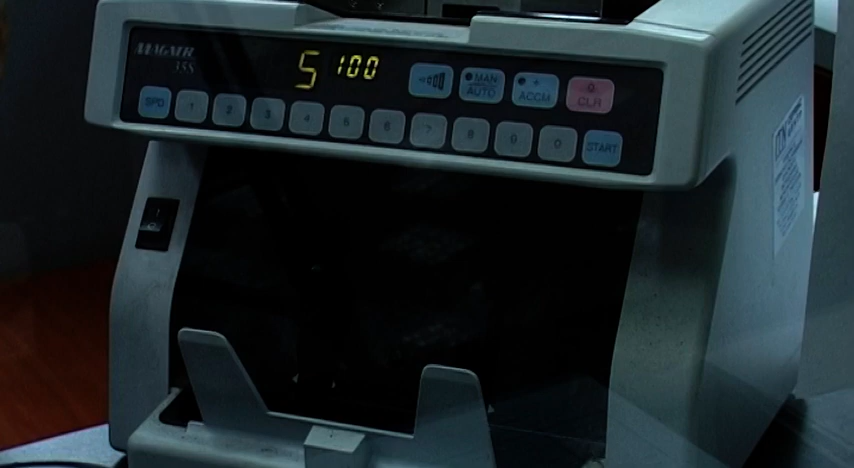 MAGNER
35S
5 100
MAN
AUTO
+
ACCM
0
CLR
SPD 1 2 3 4 5 6 7 8 9 0 START